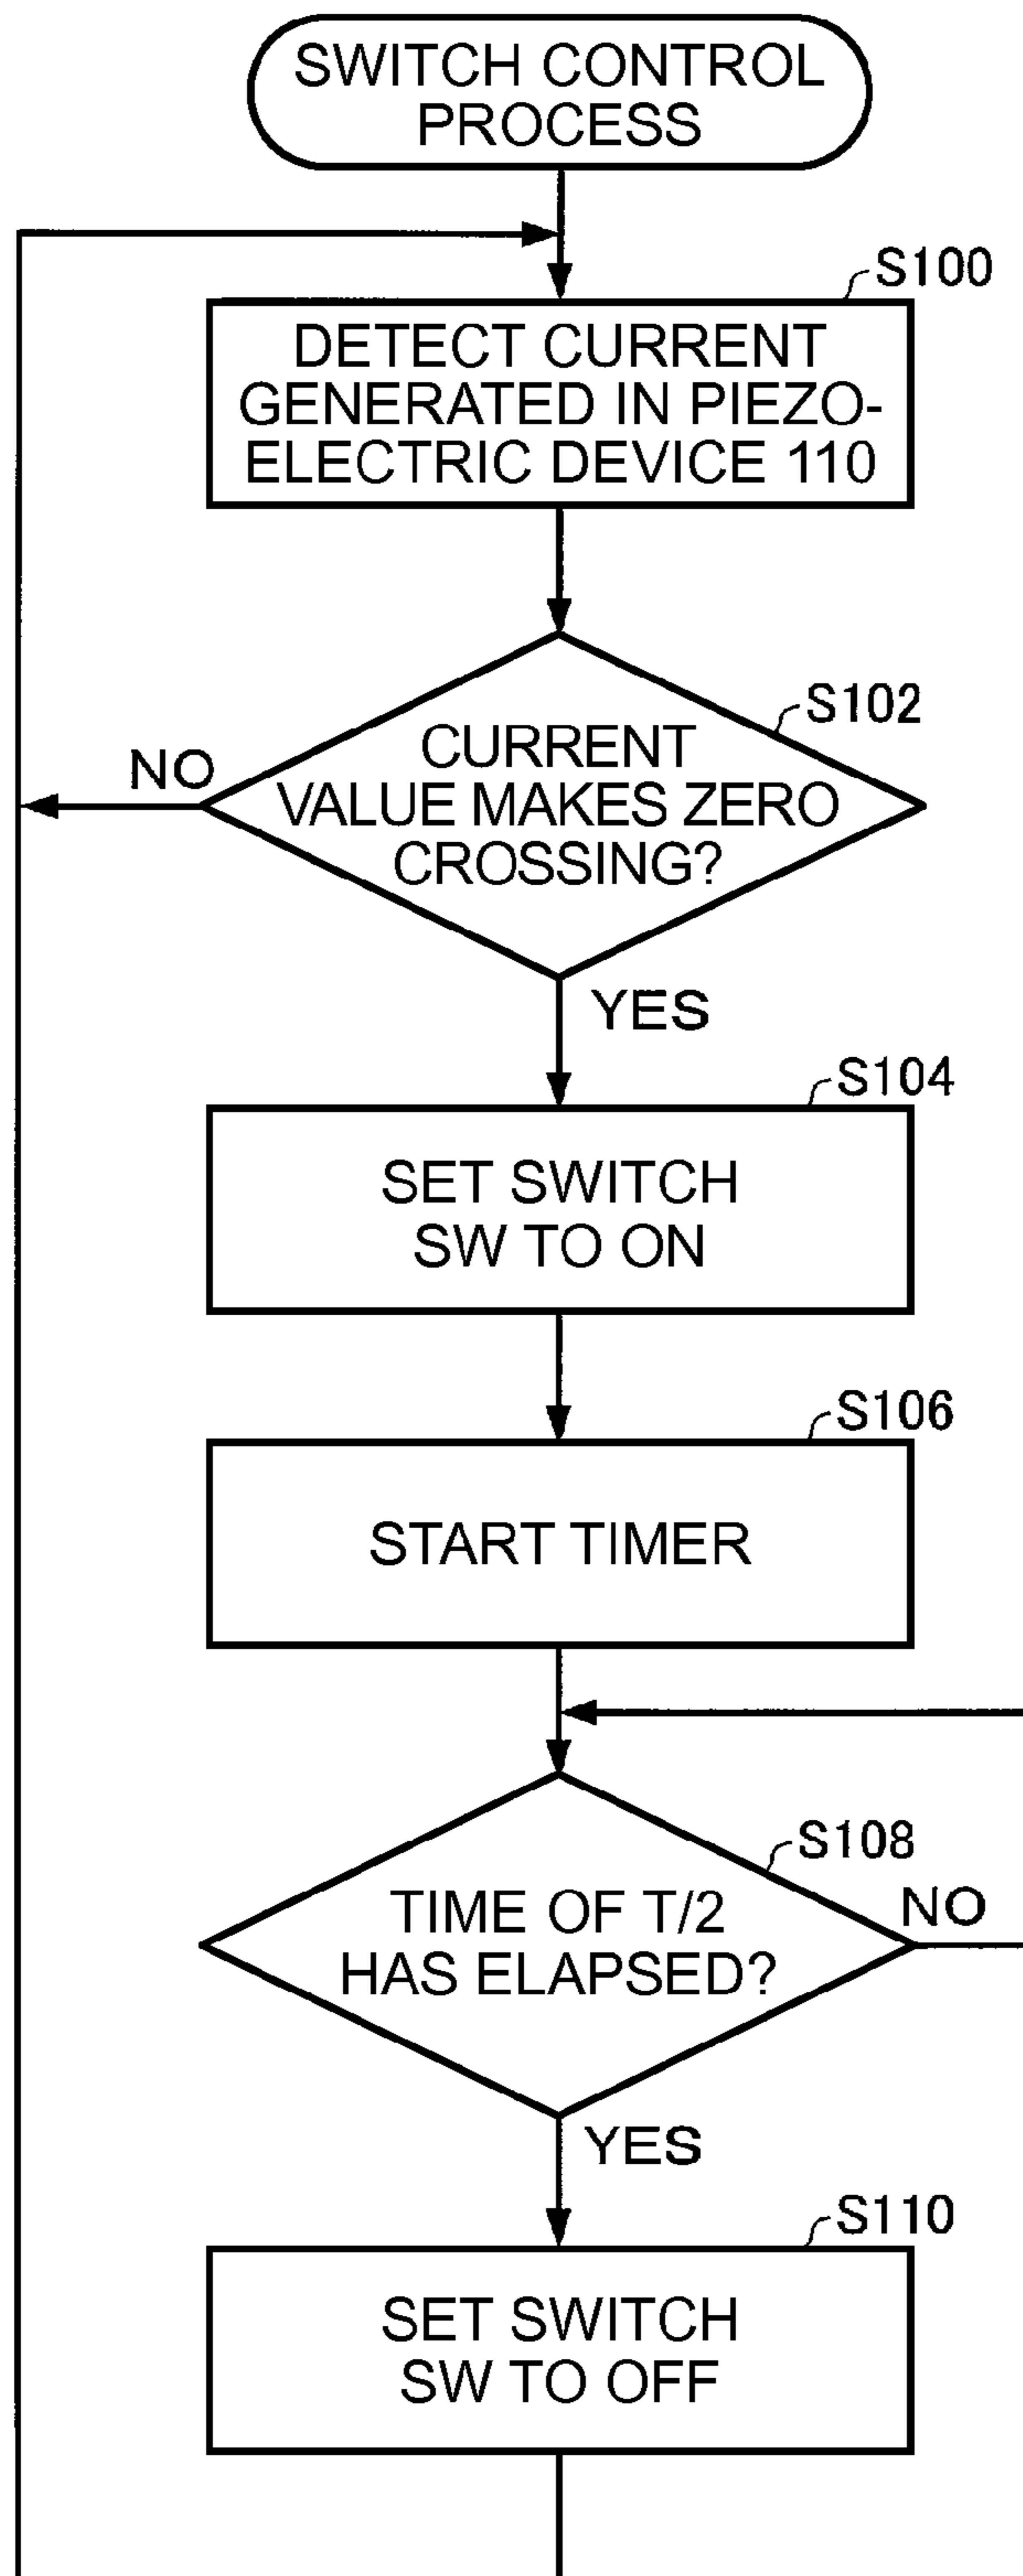 SWITCH CONTROL
PROCESS
S100
DETECT CURRENT
GENERATED IN PIEZO-
ELECTRIC DEVICE 110
S102
CURRENT
VALUE MAKES ZERO
CROSSING?
NO
YES
S104
SET SWITCH
SW TO ON
S106
START TIMER
S108
TIME OF T/2
HAS ELAPSED?
NO
YES
S110
SET SWITCH
SW TO OFF